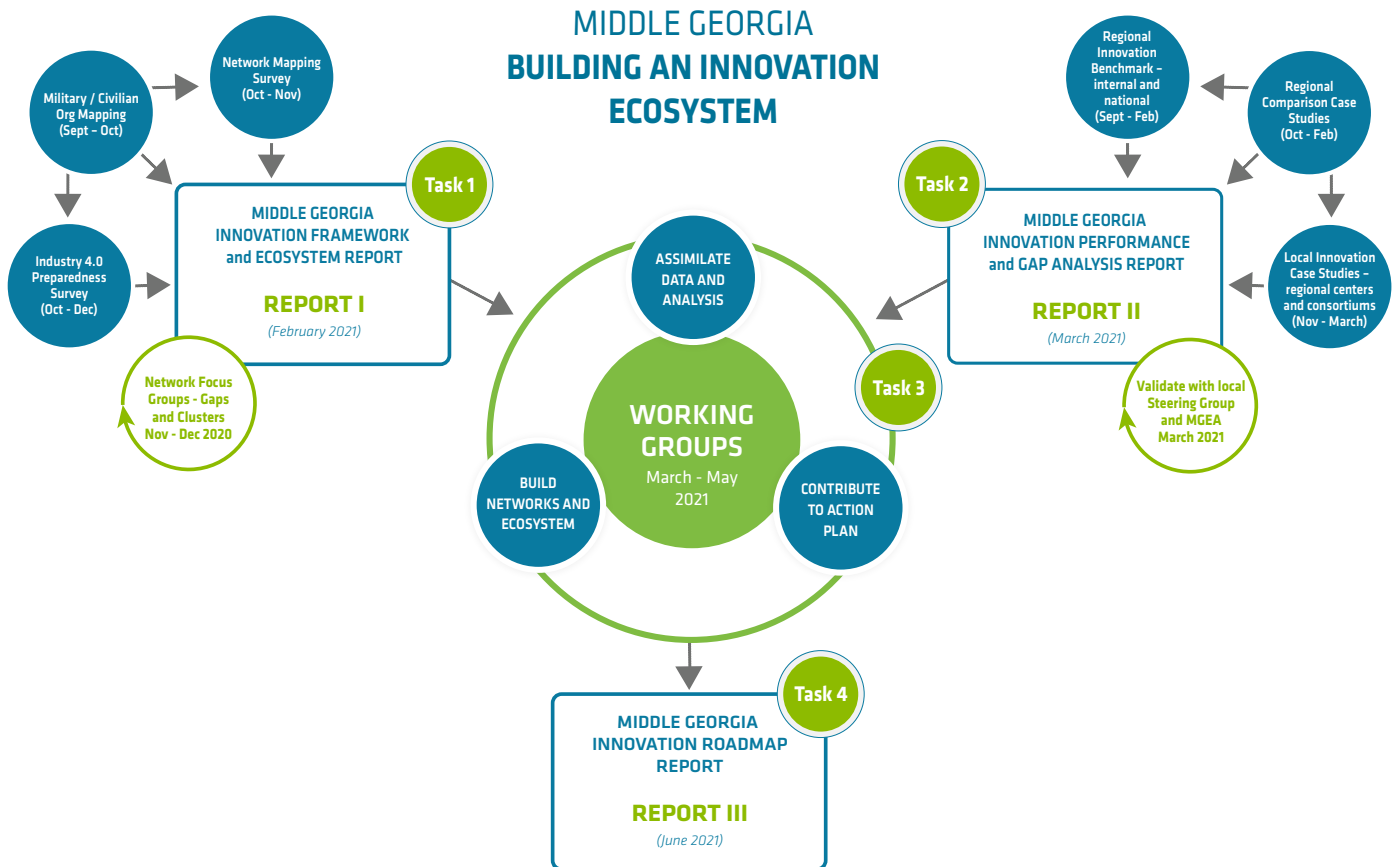 MIDDLE GEORGIA
BUILDING AN INNOVATION
ECOSYSTEM
Military / Civilian
Org Mapping
(Sept – Oct)
Network Mapping
Survey
(Oct - Nov)
Industry 4.0
Preparedness
Survey
(Oct - Dec)
Task 1
MIDDLE GEORGIA
INNOVATION FRAMEWORK
and ECOSYSTEM REPORT
REPORT I
(February 2021)
Network Focus
Groups - Gaps
and Clusters
Nov - Dec 2020
Regional
Innovation
Benchmark –
internal and
national
(Sept - Feb)
Regional
Comparison Case
Studies
(Oct - Feb)
Local Innovation
Case Studies –
regional centers
and consortiums
(Nov - March)
Task 2
MIDDLE GEORGIA
INNOVATION PERFORMANCE
and GAP ANALYSIS REPORT
REPORT II
(March 2021)
Validate with local
Steering Group
and MGEA
March 2021
Task 3
ASSIMILATE
DATA AND
ANALYSIS
WORKING
GROUPS
March - May
2021
BUILD
NETWORKS AND
ECOSYSTEM
CONTRIBUTE
TO ACTION
PLAN
Task 4
MIDDLE GEORGIA
INNOVATION ROADMAP
REPORT
REPORT III
(June 2021)